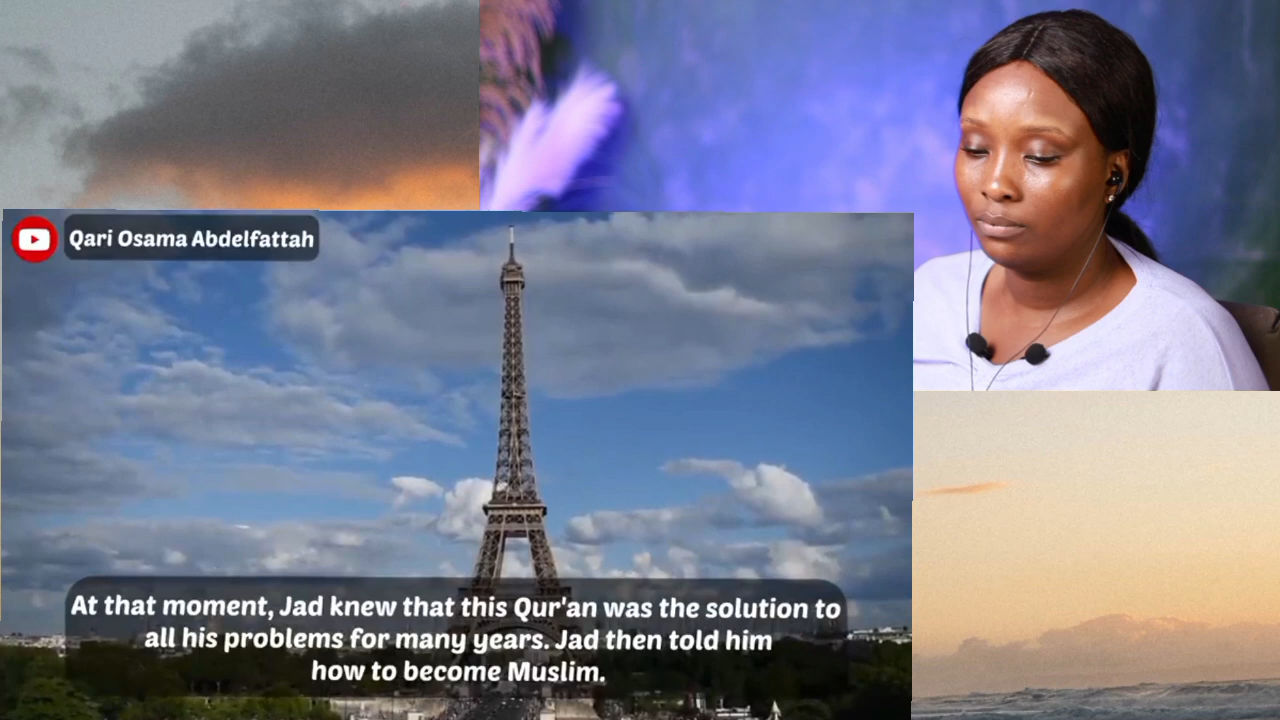 Qari Osama Abdelfattah
At that moment, Jad knew that this Qur'an was the solution to
all his problems for many years. Jad then told him
how to become Muslim.